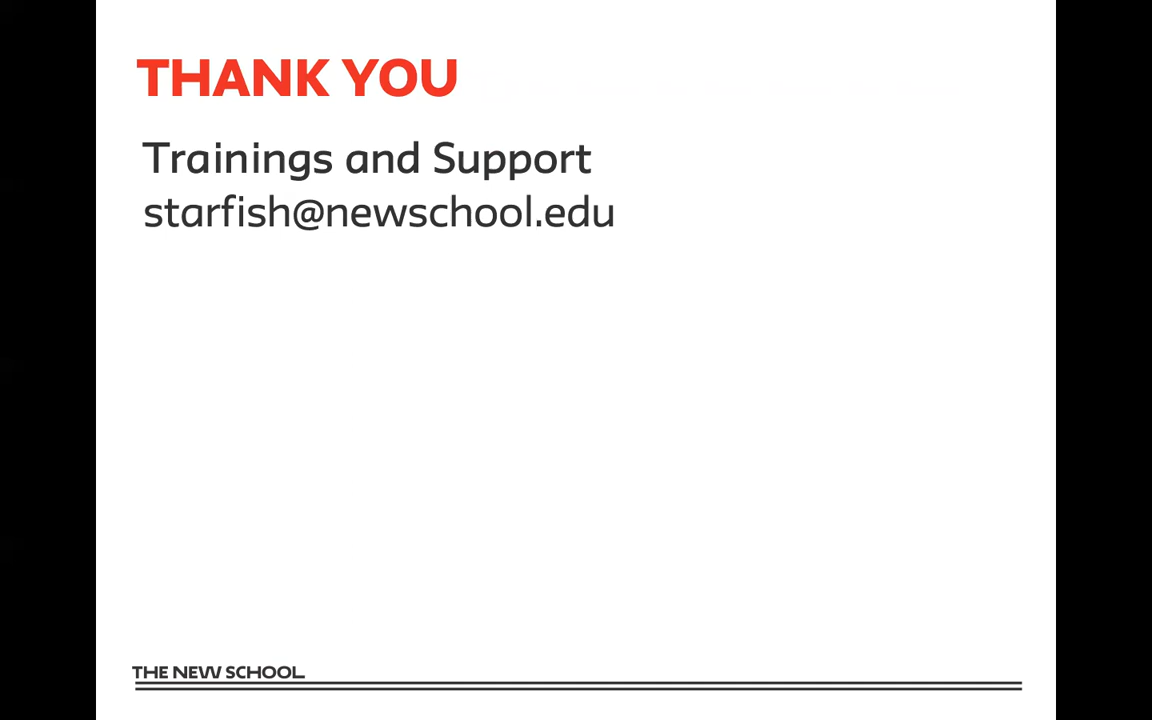 THANK YOU
Trainings and Support
starfish@newschool.edu
THE NEW SCHOOL